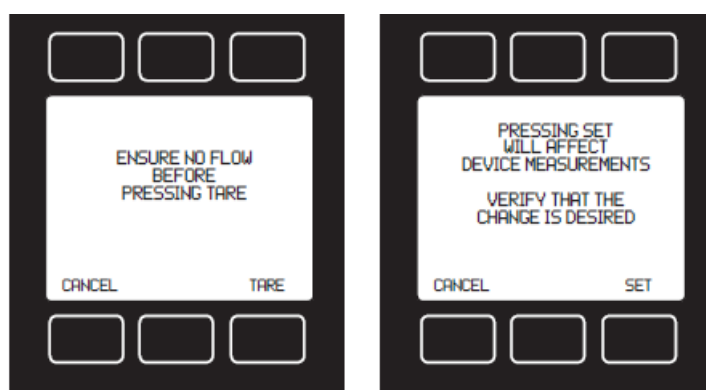 ENSURE NO FLOW
BEFORE
PRESSING TARE
CANCEL TARE
PRESSING SET
WILL AFFECT
DEVICE MEASUREMENTS
VERIFY THAT THE
CHANGE IS DESIRED
CANCEL SET